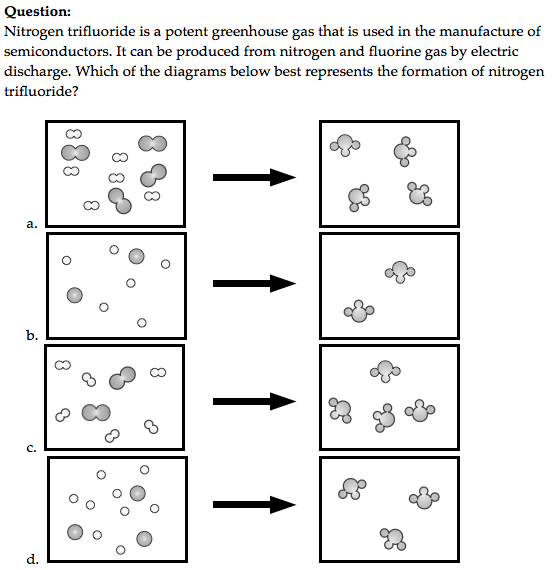 Question:
Nitrogen trifluoride is a potent greenhouse gas that is used in the manufacture of
semiconductors. It can be produced from nitrogen and fluorine gas by electric
discharge. Which of the diagrams below best represents the formation of nitrogen
trifluoride?
a.
b.
c.
d.